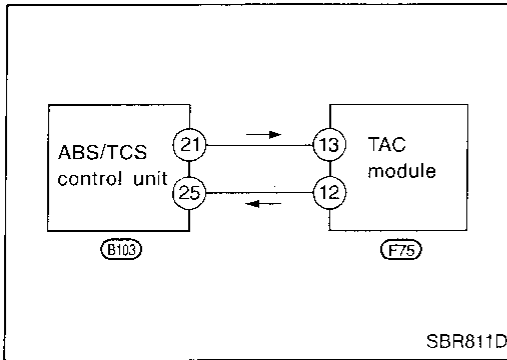 ABS/TCS
control unit
21
25
13
12
TAC
module
B103
F75
SBR811D